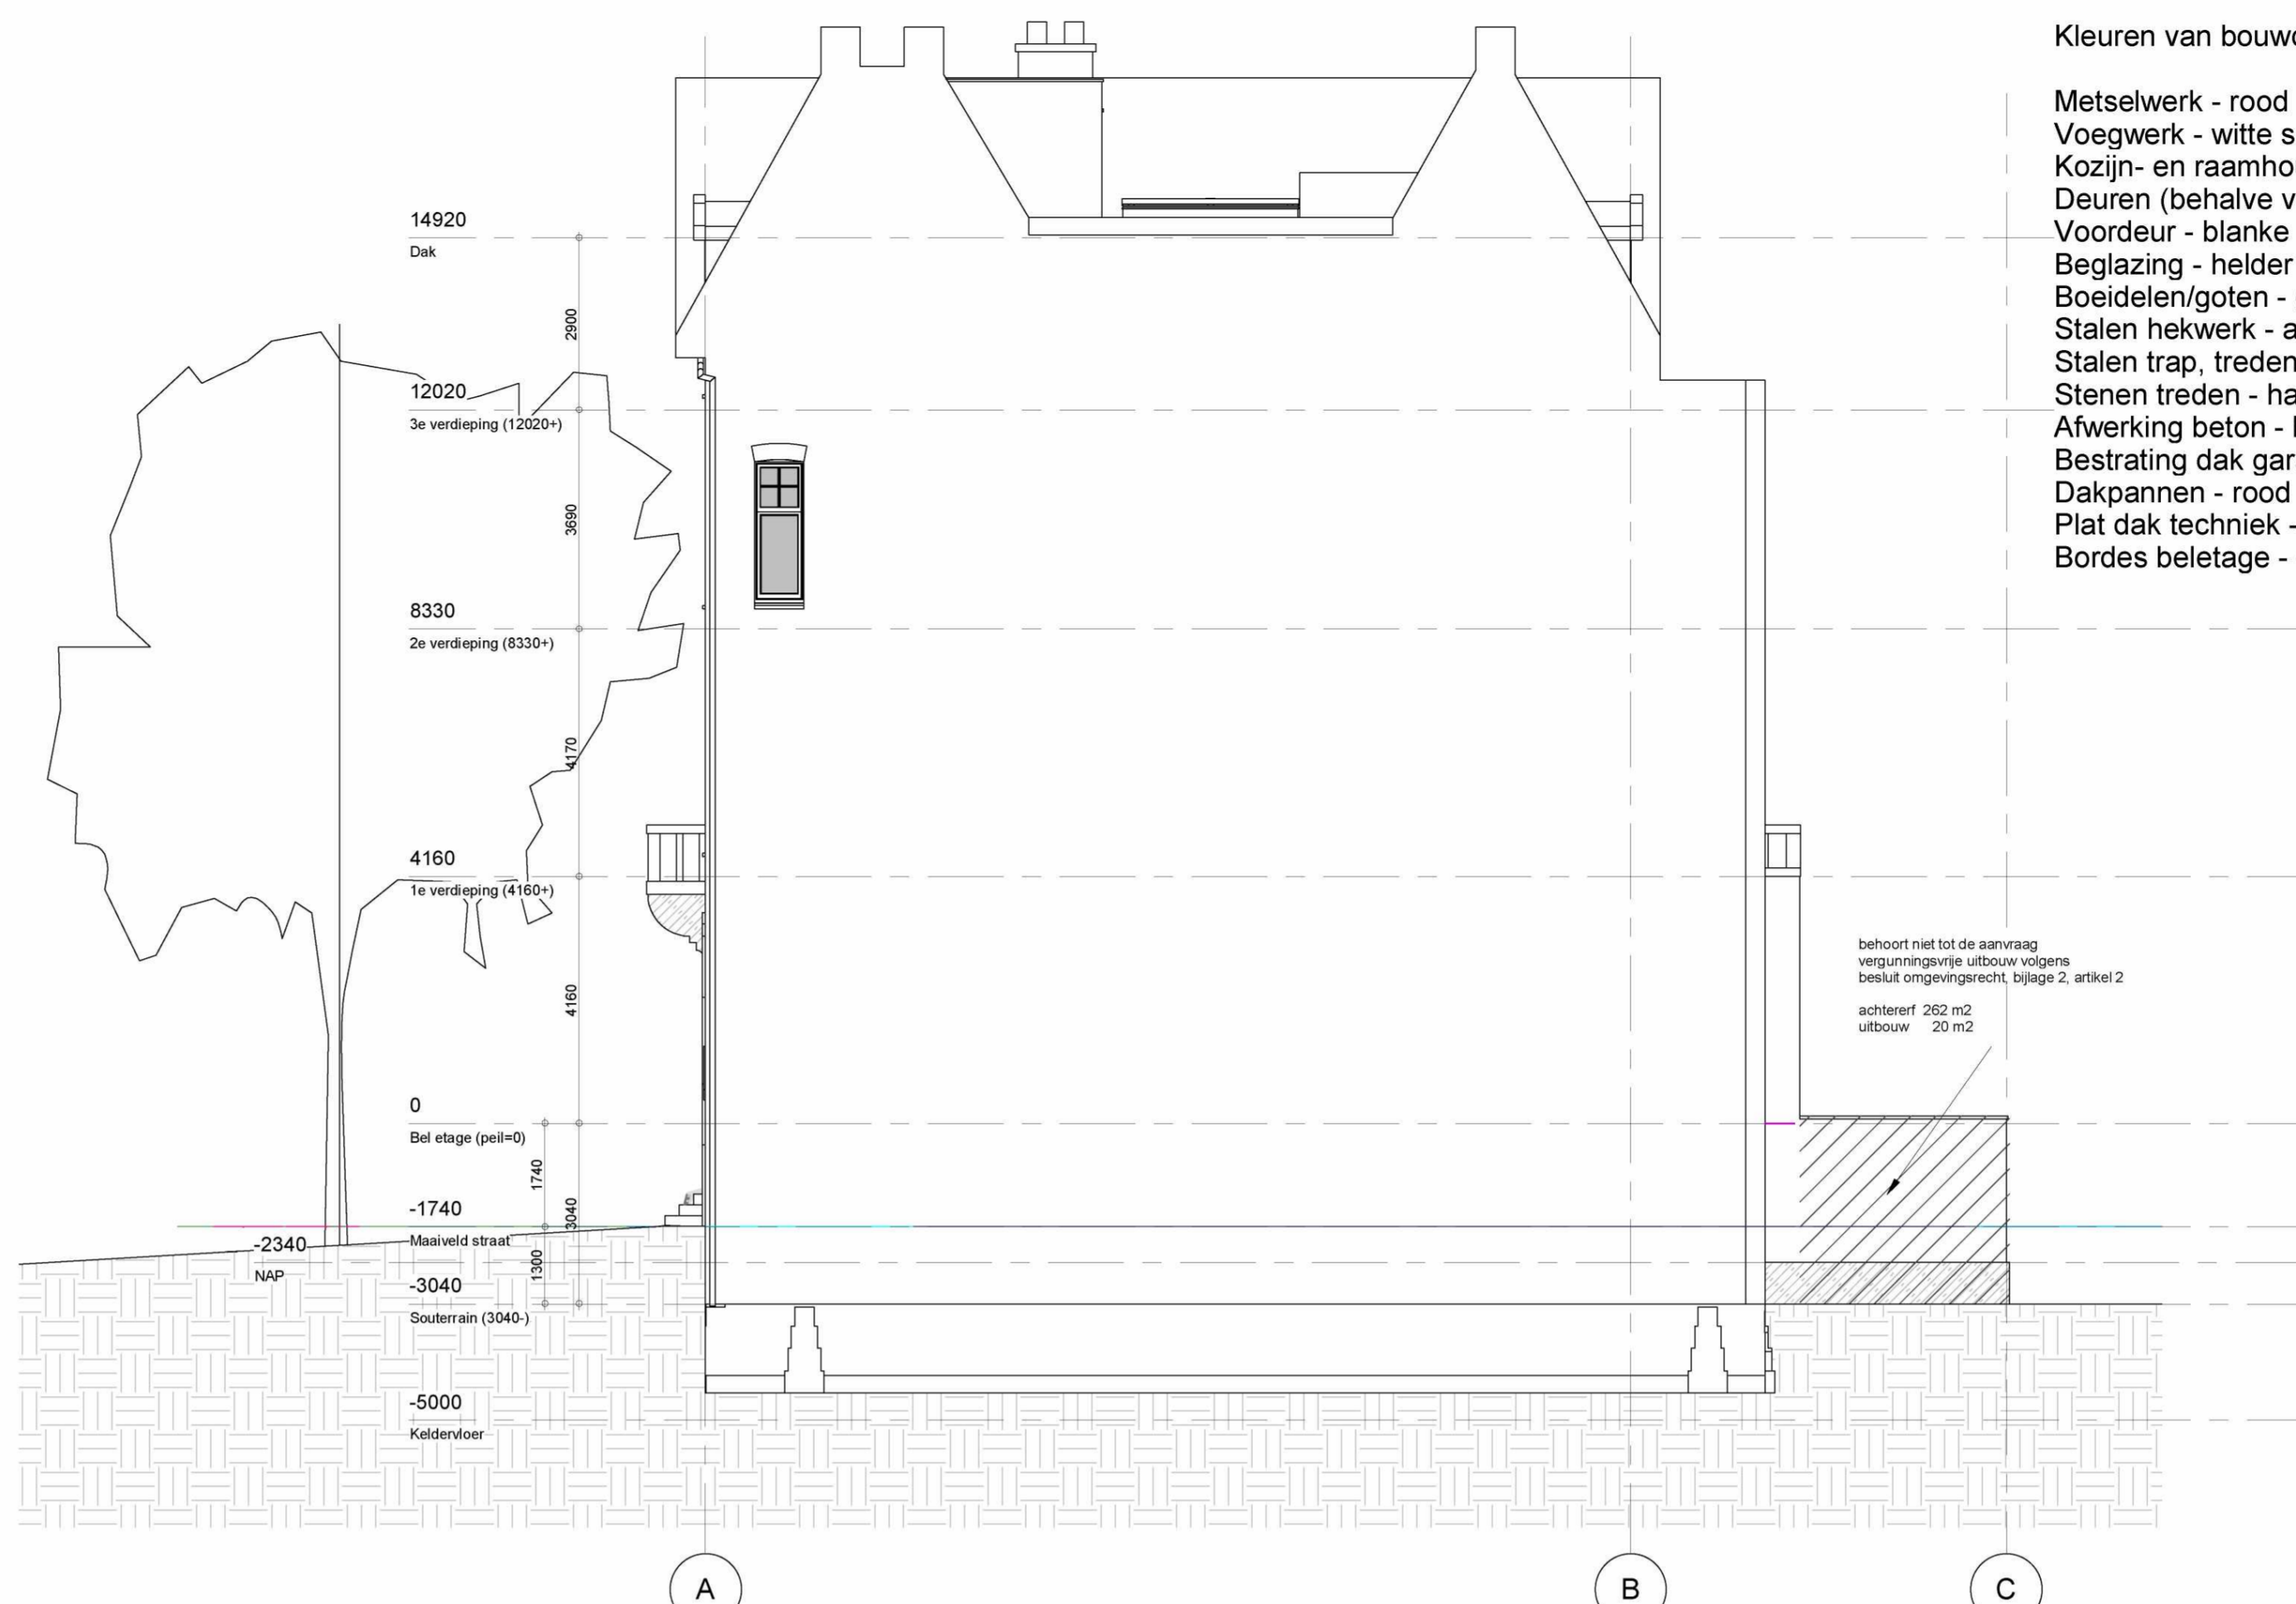 14920
Dak
2900
12020
3e verdieping (12020+)
3690
8330
2e verdieping (8330+)
4170
4160
1e verdieping (4160+)
4160
0
Bel etage (peil=0)
1740
3040
-1740
Maaiveld straat
-2340
NAP
1300
-3040
Souterrain (3040-)
-5000
Keldervloer
behoort niet tot de aanvraag
vergunningsvrije uitbouw volgens
besluit omgevingsrecht, bijlage 2, artikel 2
achtererf 262 m2
uitbouw 20 m2
A
B
C
Kleuren van
Metselwerk - rood
Voegwerk - witte
Kozijn- en
Deuren (behalve
Voordeur - blanke
Beglazing - helder
Boeidelen/goten -
Stalen hekwerk -
Stalen trap, treden
Stenen treden -
Afwerking beton -
Bestrating dak
Dakpannen - rood
Plat dak techniek -
Bordes beletage -